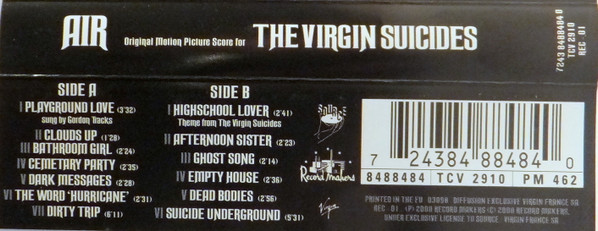 AIR Original Motion Picture Score for THE VIRGIN SUICIDES
7243 8488484 0
TCV 2910
REC - 01
SIDE A
I PLAYGROUND LOVE (3'32)
sung by Gordon Tracks
II CLOUDS UP (1'28)
III BATHROOM GIRL (2'24)
IV CEMETARY PARTY (2'35)
V DARK MESSAGES (2'28)
VI THE WORD 'HURRICANE' (2'31)
VII DIRTY TRIP (6'11)
SIDE B
I HIGHSCHOOL LOVER (2'41)
Theme from The Virgin Suicides
II AFTERNOON SISTER (2'23)
III GHOST SONG (2'14)
IV EMPTY HOUSE (2'36)
V DEAD BODIES (2'56)
VI SUICIDE UNDERGROUND (5'31)
SOURCE
Record Makers
Virgin
7 24384 88484 0
8488484 TCV 2910 PM 462
PRINTED IN THE EU DIFFUSION EXCLUSIVE VIRGIN FRANCE SA
REC - 01 (P) 2000 RECORD MAKERS (C) 2000 RECORD MAKERS,
UNDER EXCLUSIVE LICENSE TO SOURCE. VIRGIN FRANCE SA